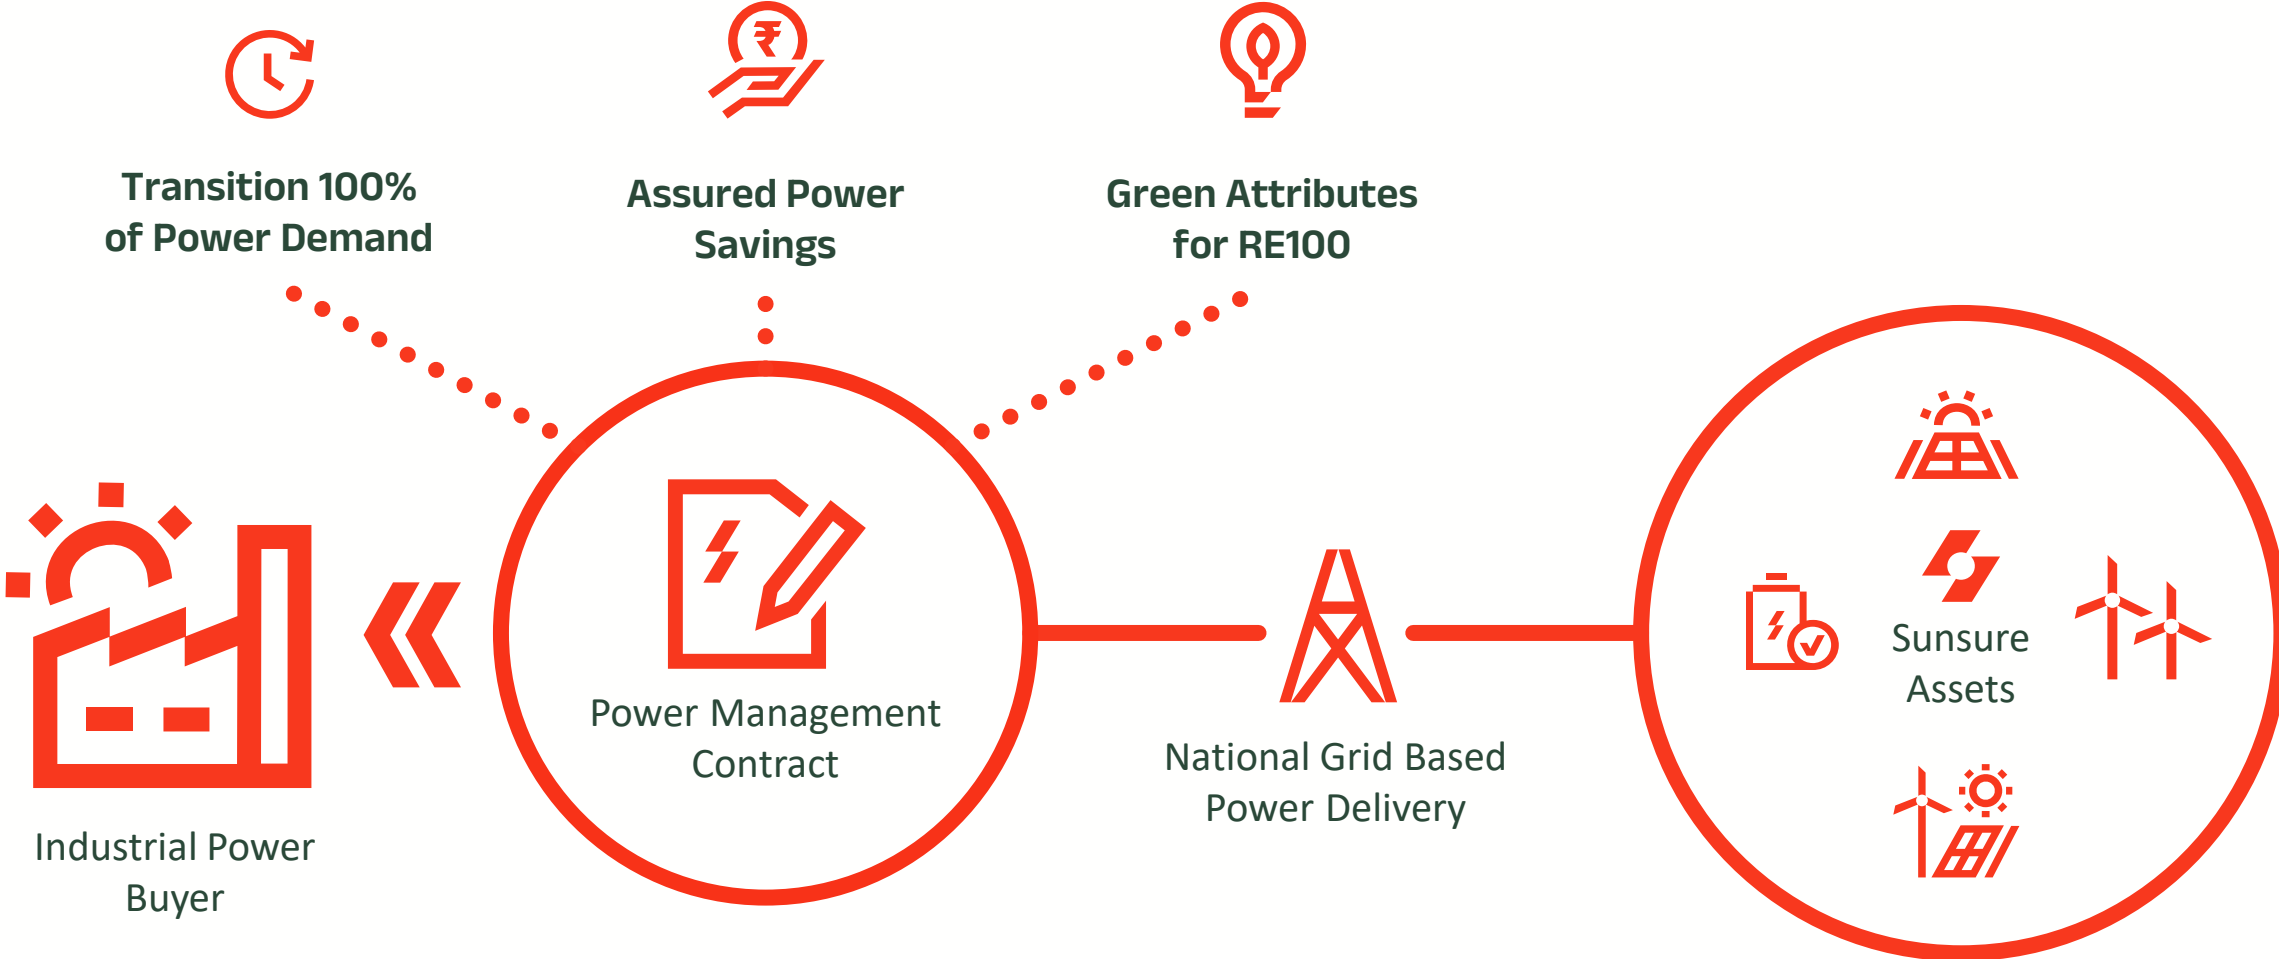 Transition 100%
of Power Demand
Assured Power
Savings
Green Attributes
for RE100
Industrial Power
Buyer
Power Management
Contract
National Grid Based
Power Delivery
Sunsure
Assets
₹